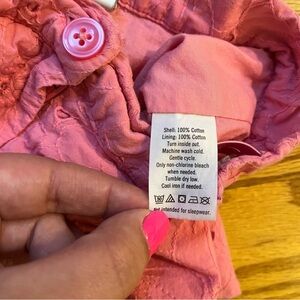 Shell: 100% Cotton
Lining: 100% Cotton
Turn inside out.
Machine wash cold.
Gentle cycle.
Only non-chlorine bleach
when needed.
Tumble dry low.
Cool iron if needed.
Not intended for sleepwear.